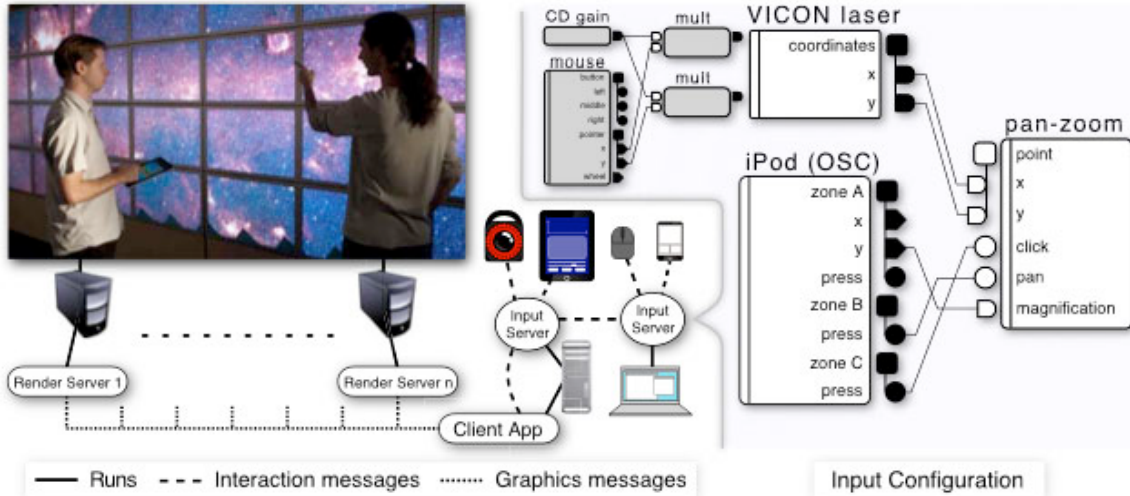 CD gain
mult
VICON laser
coordinates
x
y
mouse
button
left
middle
right
pointer
x
y
wheel
mult
pan-zoom
point
x
y
click
pan
magnification
iPod (OSC)
zone A
x
y
press
zone B
press
zone C
press
Input
Server
Input
Server
Render Server 1
Render Server n
Client App
Runs
Interaction messages
Graphics messages
Input Configuration